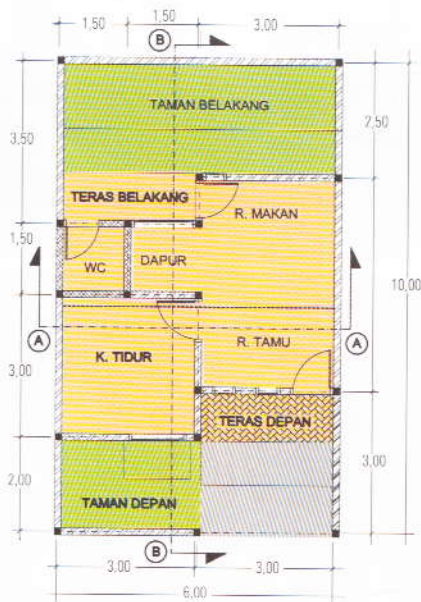 1,50
1,50
3,00
B
TAMAN BELAKANG
3,50
2,50
TERAS BELAKANG
R. MAKAN
1,50
WC
DAPUR
10,00
A
A
K. TIDUR
R. TAMU
3,00
TERAS DEPAN
3,00
2,00
TAMAN DEPAN
B
3,00
3,00
6,00